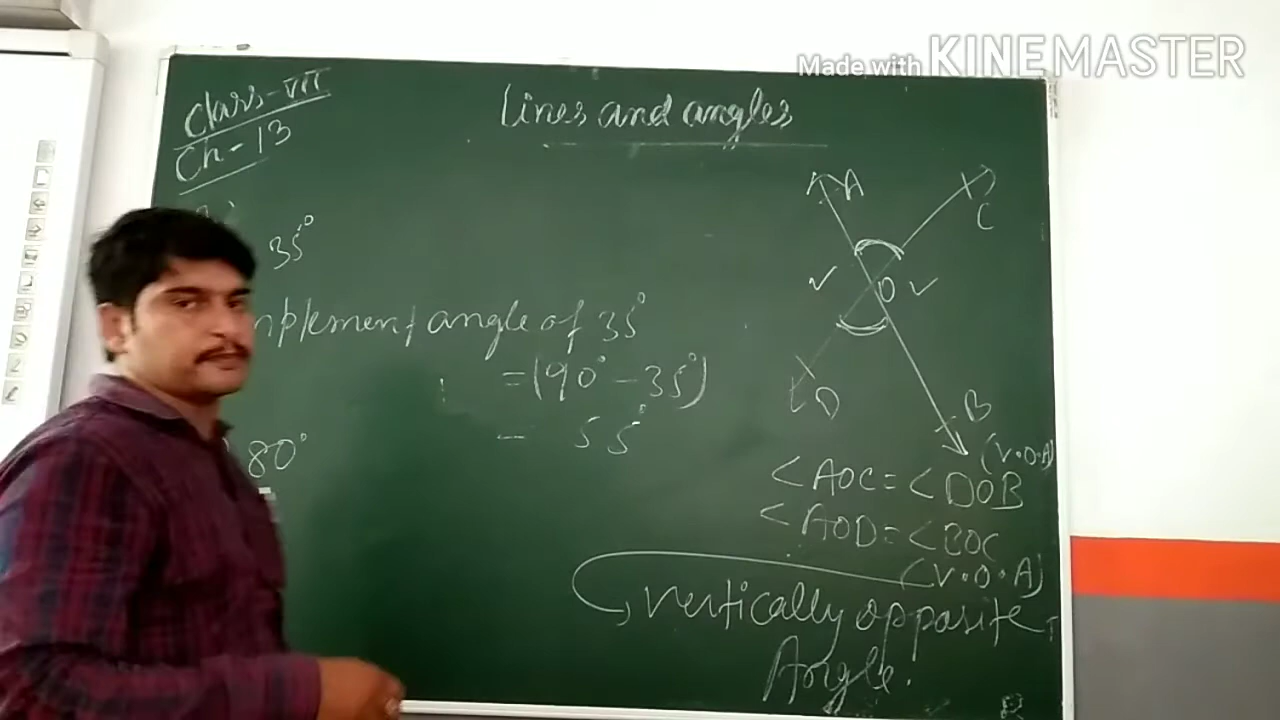 Made with KINEMASTER
Class-VII
Ch-13
Lines and angles
35°
mplement angle of 35°
= (90° - 35°)
= 55°
80°
A
C
O
D
B
(V.O.A)
<AOC = <DOB
<AOD = <BOC
(V.O.A)
vertically opposite
Angle.